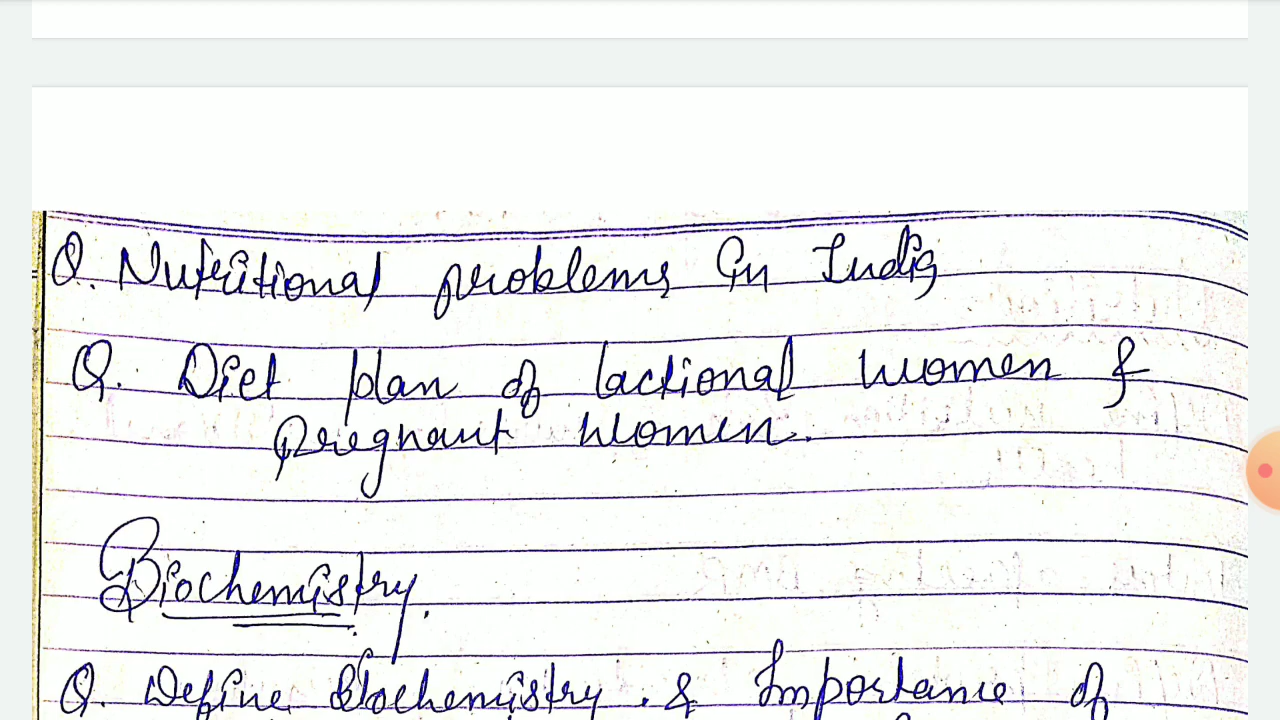 Q. Nutritional problems in India
Q. Diet plan of lactional women &
pregnant women.
Biochemistry.
Q. Define Biochemistry. & Importance of